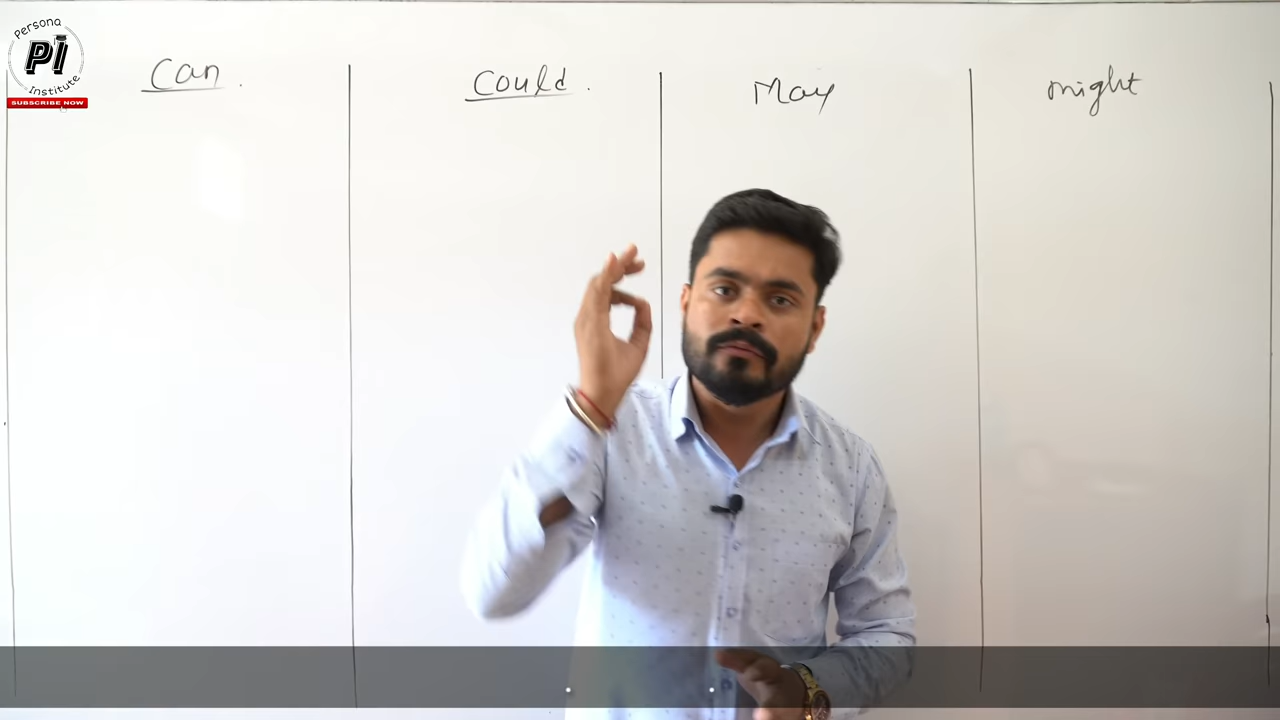 Persona
Pi
Institute
SUBSCRIBE NOW
Can.
Could.
May
might